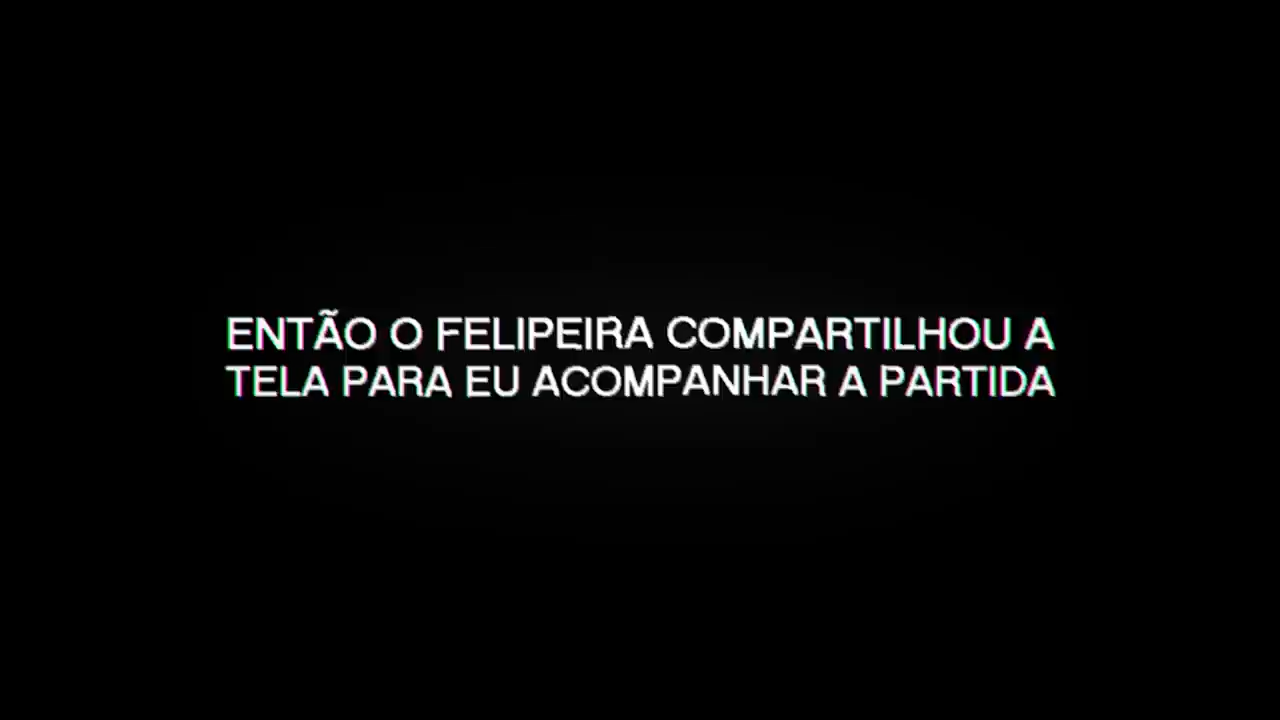 ENTÃO O FELIPEIRA COMPARTILHOU A
TELA PARA EU ACOMPANHAR A PARTIDA